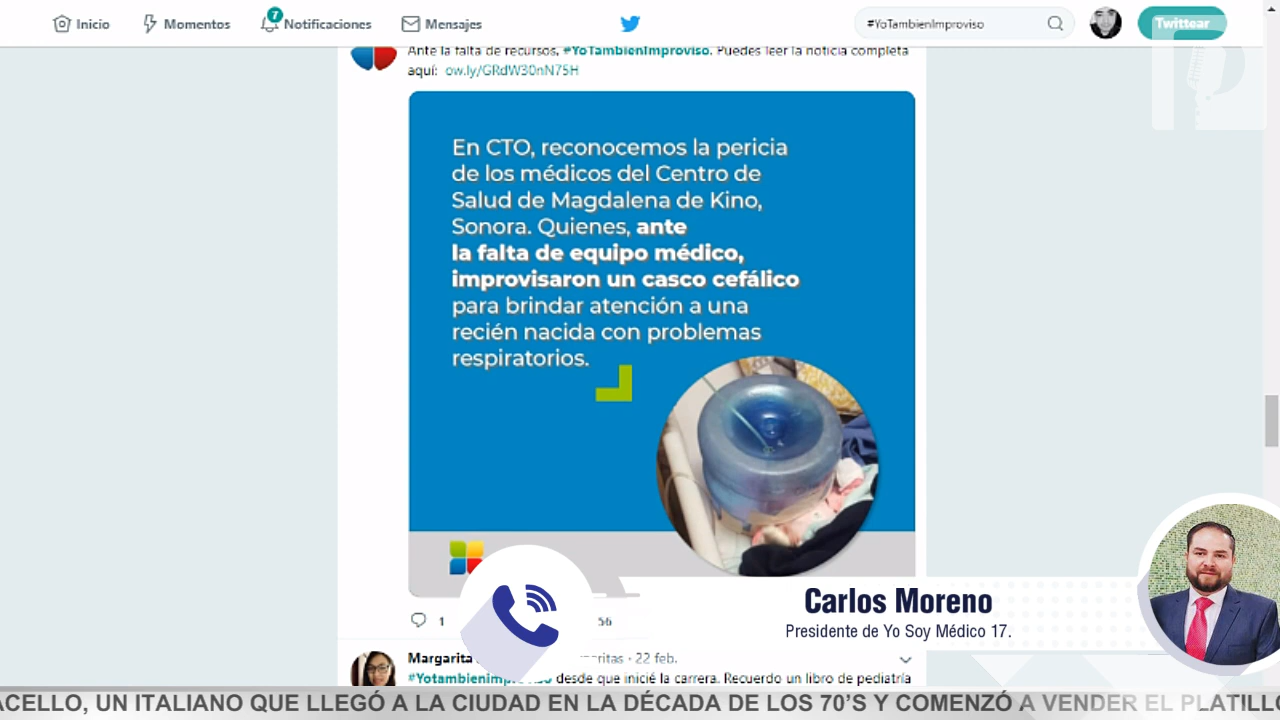 Inicio
Momentos
7
Notificaciones
Mensajes
#YoTambienImproviso
Twittear
Ante la falta de recursos, #YoTambienImproviso. Puedes leer la noticia completa
aquí: ow.ly/GRdW30nN75H
En CTO, reconocemos la pericia
de los médicos del Centro de
Salud de Magdalena de Kino,
Sonora. Quienes, ante
la falta de equipo médico,
improvisaron un casco cefálico
para brindar atención a una
recién nacida con problemas
respiratorios.
1
56
Carlos Moreno
Presidente de Yo Soy Médico 17.
Margarita
22 feb.
desde que inicié la carrera. Recuerdo un libro de pediatría
ACELLO, UN ITALIANO QUE LLEGÓ A LA CIUDAD EN LA DÉCADA DE LOS 70'S Y COMENZÓ A VENDER EL PLATILLO